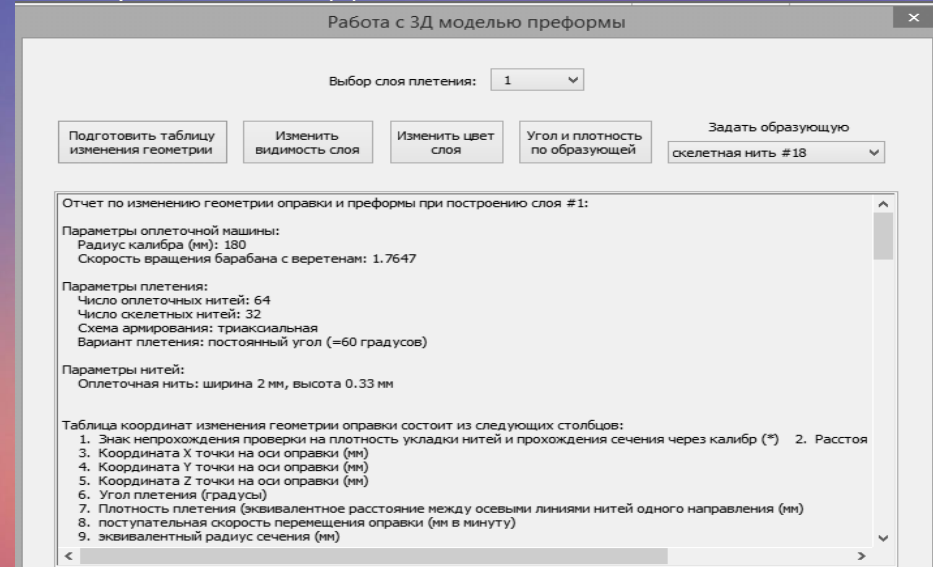 Работа с 3Д моделью преформы
Выбор слоя плетения: 1
Подготовить таблицу изменения геометрии
Изменить видимость слоя
Изменить цвет слоя
Угол и плотность по образующей
Задать образующую
скелетная нить #18
Отчет по изменению геометрии оправки и преформы при построению слоя #1:
Параметры оплеточной машины:
Радиус калибра (мм): 180
Скорость вращения барабана с веретенам: 1.7647
Параметры плетения:
Число оплеточных нитей: 64
Число скелетных нитей: 32
Схема армирования: триаксиальная
Вариант плетения: постоянный угол (=60 градусов)
Параметры нитей:
Оплеточная нить: ширина 2 мм, высота 0.33 мм
Таблица координат изменения геометрии оправки состоит из следующих столбцов:
1. Знак непрохождения проверки на плотность укладки нитей и прохождения сечения через калибр (*) 2. Расстоя
3. Координата X точки на оси оправки (мм)
4. Координата Y точки на оси оправки (мм)
5. Координата Z точки на оси оправки (мм)
6. Угол плетения (градусы)
7. Плотность плетения (эквивалентное расстояние между осевыми линиями нитей одного направления (мм)
8. поступательная скорость перемещения оправки (мм в минуту)
9. эквивалентный радиус сечения (мм)